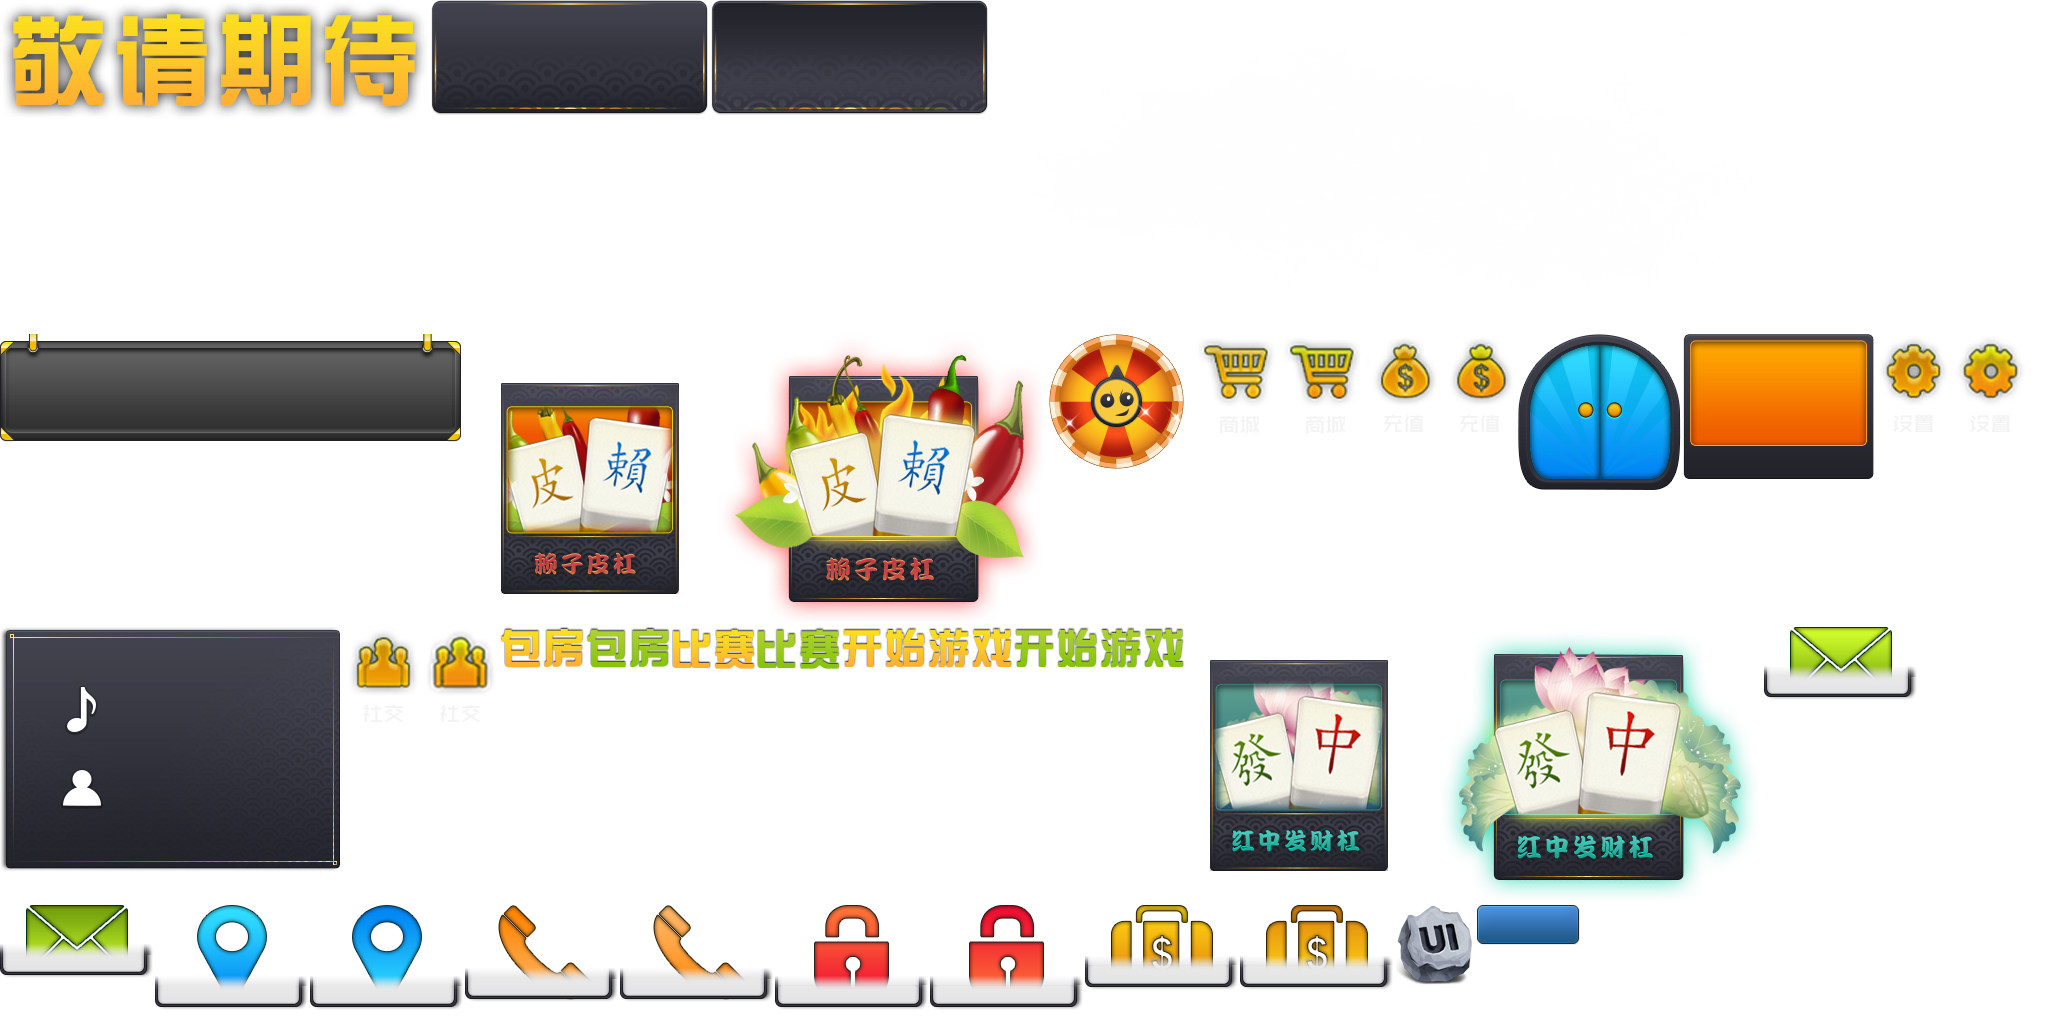 敬请期待
皮 賴
赖子皮杠
皮 賴
赖子皮杠
商城 商城 充值 充值
$ $
设置 设置
社交 社交
包房包房比赛比赛开始游戏开始游戏
發 中
红中发财杠
發 中
红中发财杠
$ $
UI